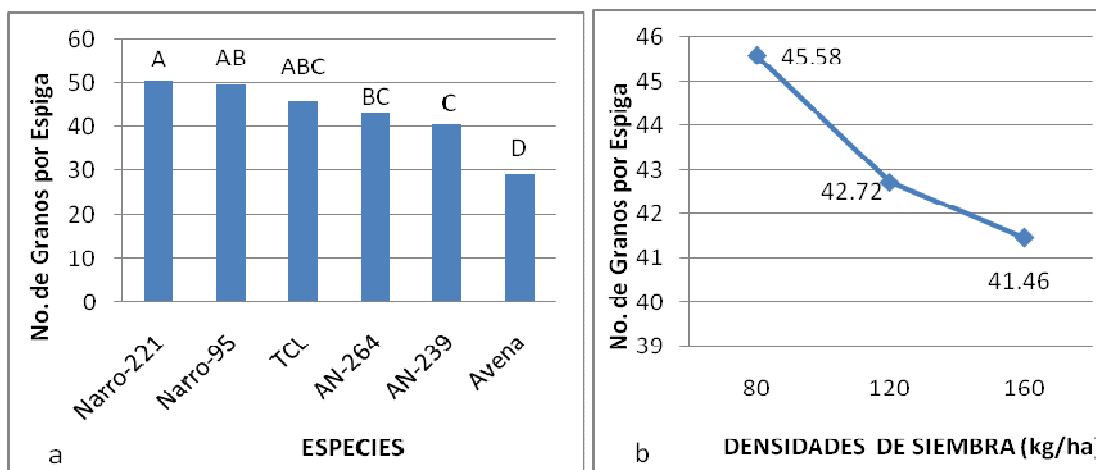 No. de Granos por Espiga
60
50
40
30
20
10
0
A
AB
ABC
BC
C
D
Narro-221
Narro-95
TCL
AN-264
AN-239
Avena
ESPECIES
a
No. de Granos por Espiga
46
45
44
43
42
41
40
39
45.58
42.72
41.46
80 120 160
DENSIDADES DE SIEMBRA (kg/ha)
b